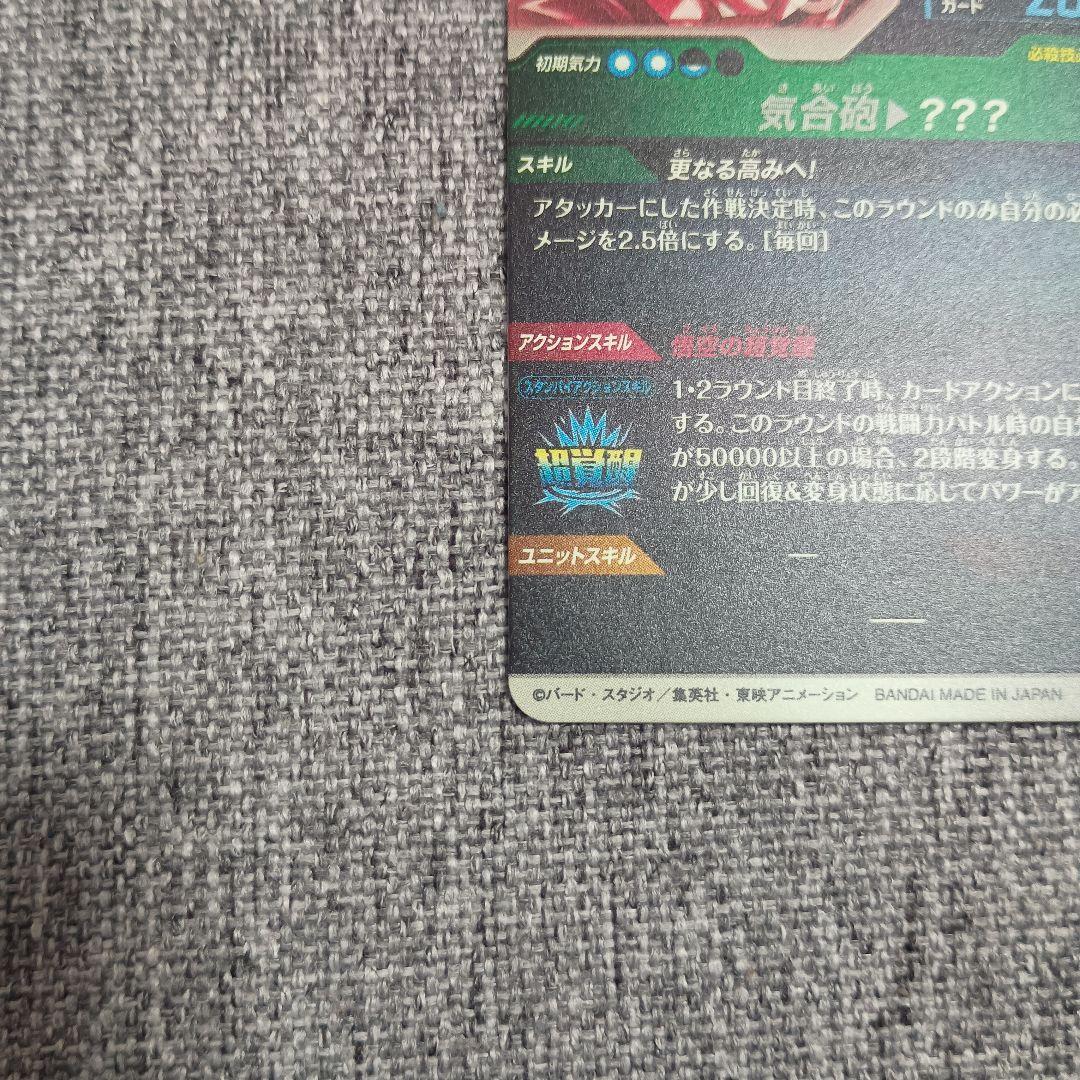 カード 20
初期気力
必殺技
気合砲▶???
スキル 更なる高みへ!
アタッカーにした作戦決定時、このラウンドのみ自分の必
メージを2.5倍にする。[毎回]
アクションスキル 悟空の超覚醒
スタンバイアクションスキル
超覚醒
1・2ラウンド目終了時、カードアクションに
する。このラウンドの戦闘力バトル時の自分
が50000以上の場合、2段階変身する。
が少し回復&変身状態に応じてパワーがア
ユニットスキル —
—
©バード・スタジオ/集英社・東映アニメーション BANDAI MADE IN JAPAN